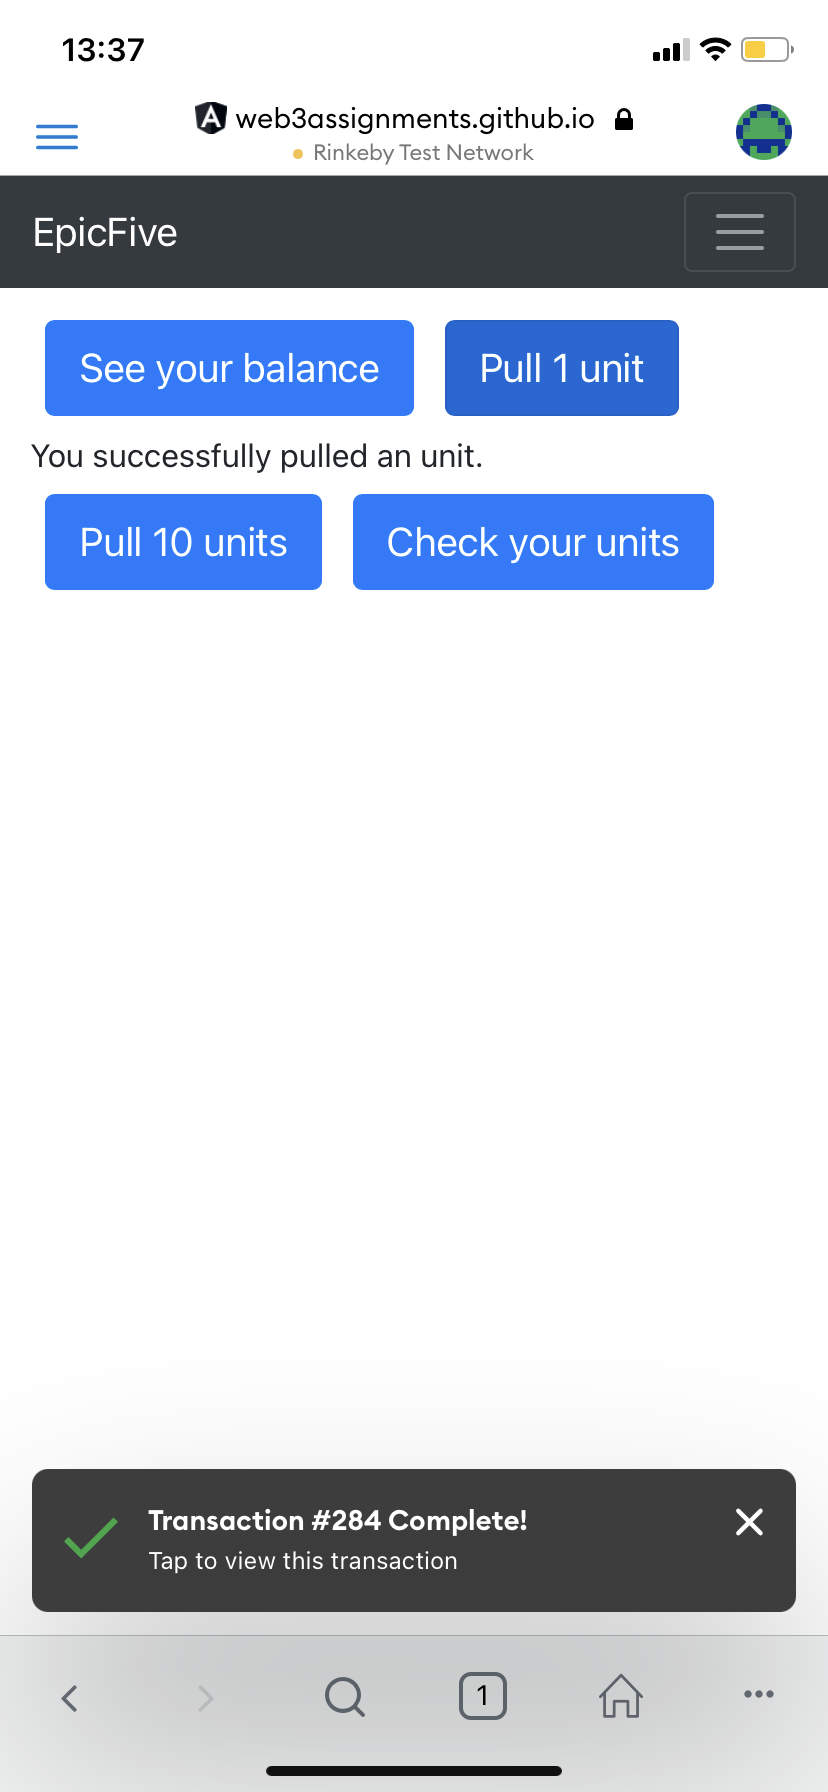 13:37
web3assignments.github.io
Rinkeby Test Network
EpicFive
See your balance
Pull 1 unit
You successfully pulled an unit.
Pull 10 units
Check your units
Transaction #284 Complete!
Tap to view this transaction
1